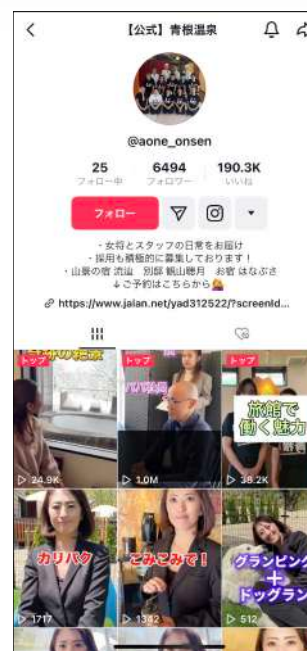 【公式】青根温泉
@aone_onsen
25 6494 190.3K
フォロー中 フォロワー いいね
フォロー
・女将とスタッフの日常をお届け
・採用も積極的に募集しております！
・山景の宿 流辿 別邸 観山聴月 お宿 はなぶさ
↓ご予約はこちらから
https://www.jalan.net/yad312522/?screenId...
トップ トップ トップ
旅館で
働く魅力
24.9K 1.0M 38.2K
カリパク こみこみで！ グランピング
＋
ドッグラン
1717 1342 512